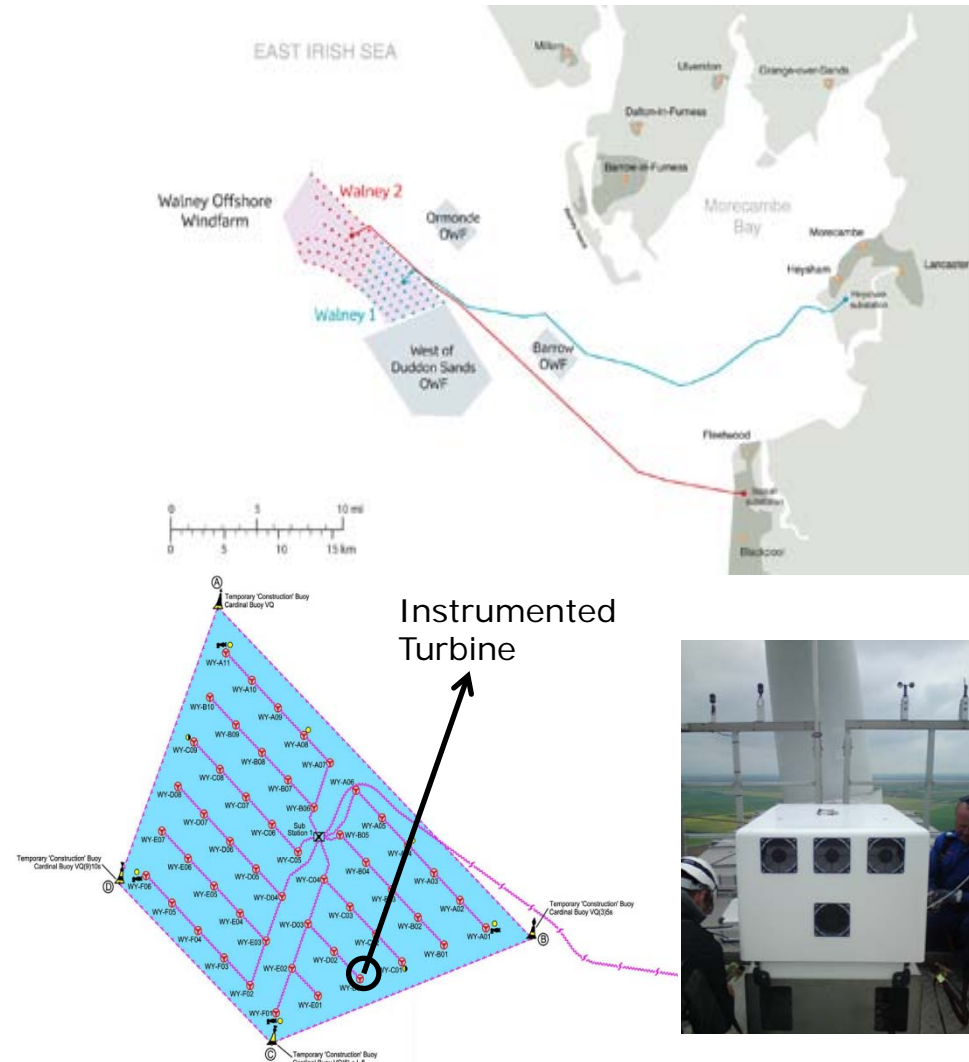 EAST IRISH SEA
Millom
Ulverston
Grange-over-Sands
Dalton-in-Furness
Barrow-in-Furness
Walney Offshore
Windfarm
Walney 2
Ormonde
OWF
Morecambe
Bay
Morecambe
Heysham
Lancaster
Heysham
substation
Walney 1
West of
Duddon Sands
OWF
Barrow
OWF
Fleetwood
substation
Blackpool
0 5 10 mi
0 5 10 15 km
Instrumented
Turbine
A
Temporary 'Construction' Buoy
Cardinal Buoy VQ
WY-A11
WY-A10
WY-B10
WY-A09
WY-B09
WY-A08
WY-C09
WY-B08
WY-A07
WY-C08
WY-B07
WY-A06
WY-D08
WY-C07
WY-B06
WY-A05
WY-D07
WY-C06
Sub
Station 1
WY-B05
WY-E07
WY-D06
WY-C05
WY-B04
WY-A03
WY-E06
WY-D05
WY-C04
WY-A02
Temporary 'Construction' Buoy
Cardinal Buoy VQ(9)10s
D
WY-F06
WY-E05
WY-D04
WY-C03
WY-B02
WY-A01
Temporary 'Construction' Buoy
Cardinal Buoy VQ(3)5s
B
WY-F05
WY-E04
WY-D03
WY-B01
WY-F04
WY-E03
WY-D02
WY-C01
WY-F03
WY-E02
WY-F02
WY-E01
WY-F01
C
Temporary 'Construction' Buoy